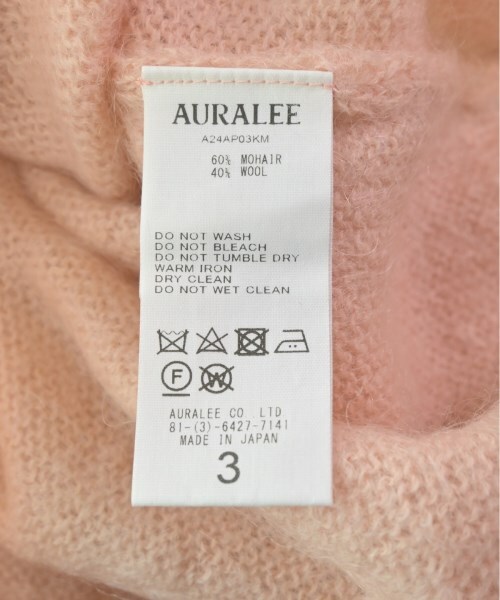 AURALEE
A24AP03KM
60% MOHAIR
40% WOOL
DO NOT WASH
DO NOT BLEACH
DO NOT TUMBLE DRY
WARM IRON
DRY CLEAN
DO NOT WET CLEAN
F W
AURALEE CO .LTD
81-(3)-6427-7141
MADE IN JAPAN
3